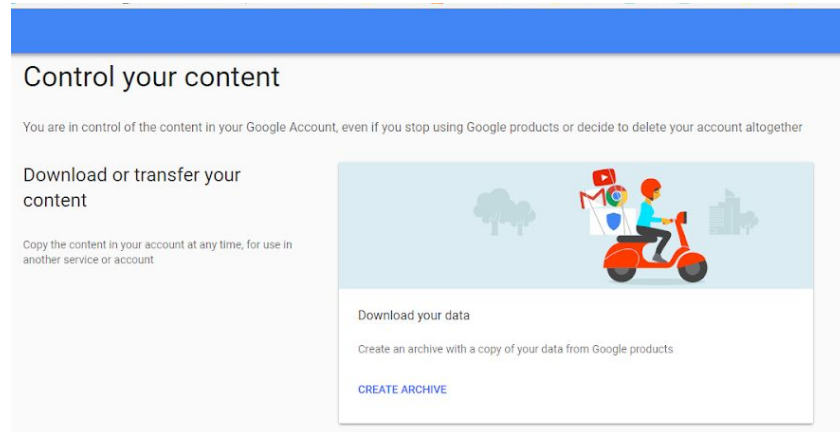 Control your content
You are in control of the content in your Google Account, even if you stop using Google products or decide to delete your account altogether
Download or transfer your
content
Copy the content in your account at any time, for use in
another service or account
Download your data
Create an archive with a copy of your data from Google products
CREATE ARCHIVE